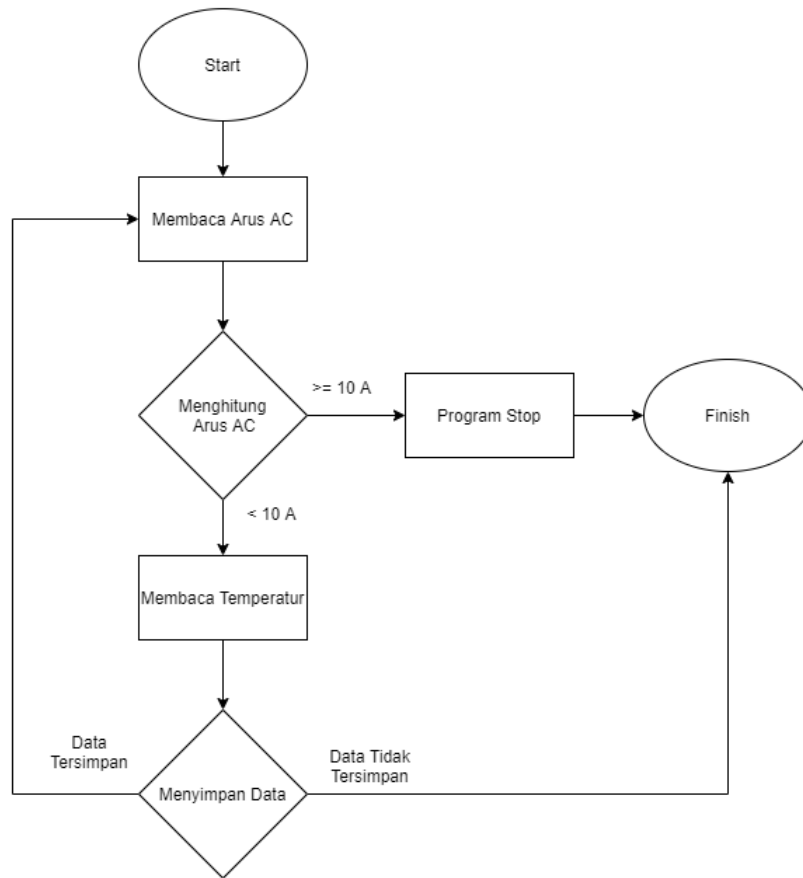 Start
Membaca Arus AC
Menghitung
Arus AC
>= 10 A
Program Stop
Finish
< 10 A
Membaca Temperatur
Data
Tersimpan
Data Tidak
Tersimpan
Menyimpan Data